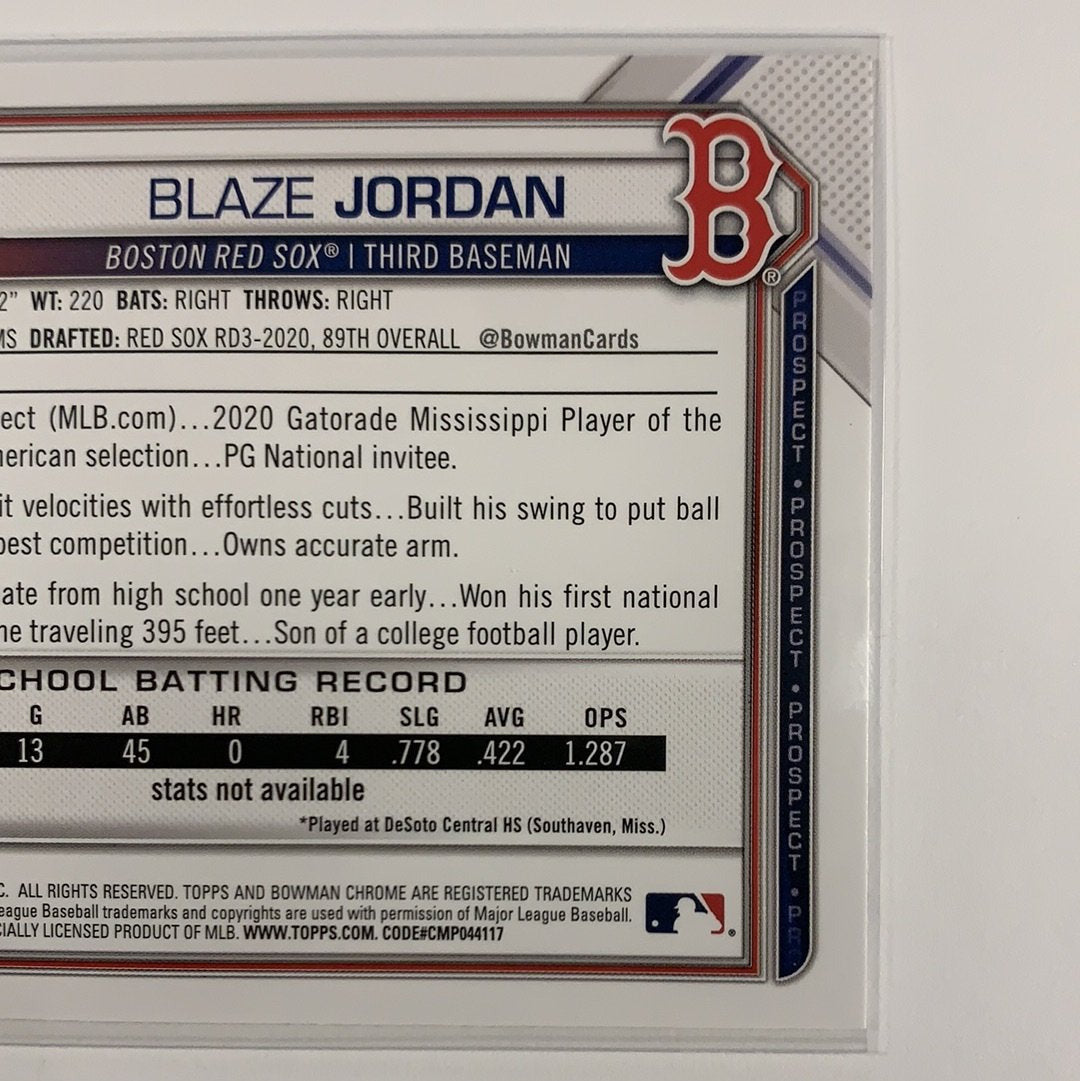 BLAZE JORDAN
BOSTON RED SOX® | THIRD BASEMAN
2" WT: 220 BATS: RIGHT THROWS: RIGHT
MS DRAFTED: RED SOX RD3-2020, 89TH OVERALL @BowmanCards
ect (MLB.com)...2020 Gatorade Mississippi Player of the
erican selection...PG National invitee.
it velocities with effortless cuts...Built his swing to put ball
best competition...Owns accurate arm.
ate from high school one year early...Won his first national
ne traveling 395 feet...Son of a college football player.
CHOOL BATTING RECORD
G AB HR RBI SLG AVG OPS
13 45 0 4 .778 .422 1.287
stats not available
*Played at DeSoto Central HS (Southaven, Miss.)
C. ALL RIGHTS RESERVED. TOPPS AND BOWMAN CHROME ARE REGISTERED TRADEMARKS
eague Baseball trademarks and copyrights are used with permission of Major League Baseball.
CIALLY LICENSED PRODUCT OF MLB. WWW.TOPPS.COM. CODE#CMP044117
B®
PROSPECT • PROSPECT • PROSPECT • PR